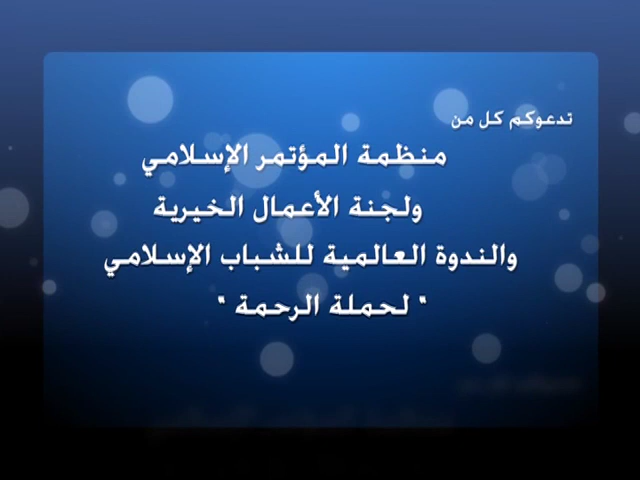 تدعوكم كل من
منظمة المؤتمر الإسلامي
ولجنة الأعمال الخيرية
والندوة العالمية للشباب الإسلامي
" لحملة الرحمة "